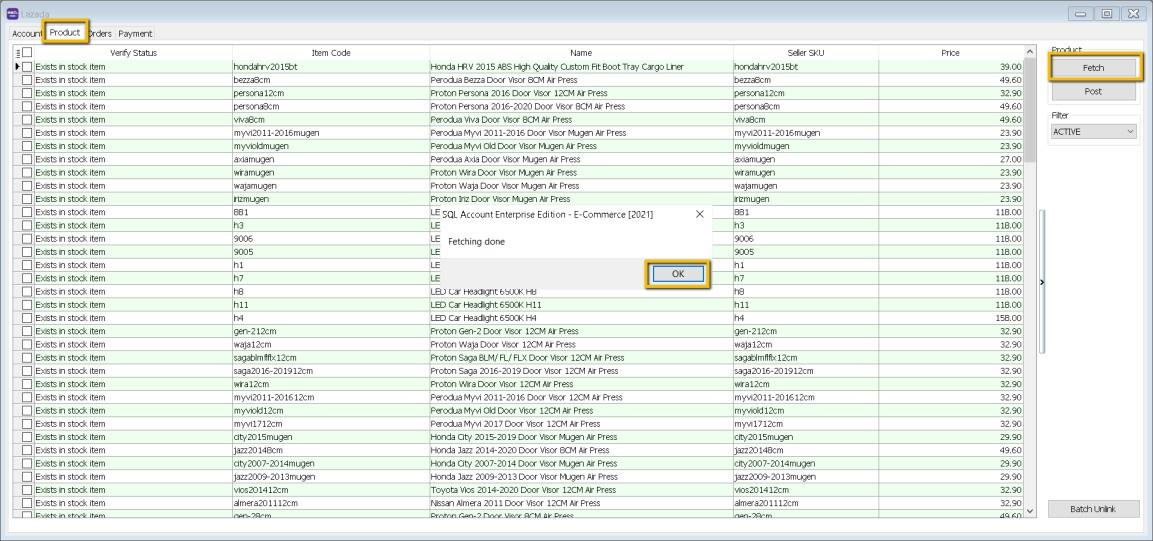 Lazada
Account Product Orders Payment
Verify Status Item Code Name Seller SKU Price
Exists in stock item hondahrv2015bt Honda HRV 2015 ABS High Quality Custom Fit Boot Tray Cargo Liner hondahrv2015bt 39.00
Exists in stock item bezza8cm Perodua Bezza Door Visor 8CM Air Press bezza8cm 49.60
Exists in stock item persona12cm Proton Persona 2016 Door Visor 12CM Air Press persona12cm 32.90
Exists in stock item persona8cm Proton Persona 2016-2020 Door Visor 8CM Air Press persona8cm 49.60
Exists in stock item viva8cm Perodua Viva Door Visor 8CM Air Press viva8cm 49.60
Exists in stock item myvi2011-2016mugen Perodua Myvi 2011-2016 Door Visor Mugen Air Press myvi2011-2016mugen 23.90
Exists in stock item myvioldmugen Perodua Myvi Old Door Visor Mugen Air Press myvioldmugen 23.90
Exists in stock item axiamugen Perodua Axia Door Visor Mugen Air Press axiamugen 27.00
Exists in stock item wiramugen Proton Wira Door Visor Mugen Air Press wiramugen 23.90
Exists in stock item wajamugen Proton Waja Door Visor Mugen Air Press wajamugen 23.90
Exists in stock item irizmugen Proton Iriz Door Visor Mugen Air Press irizmugen 23.90
Exists in stock item 881 LE 881 118.00
Exists in stock item h3 LE h3 118.00
Exists in stock item 9006 LE 9006 118.00
Exists in stock item 9005 LE 9005 118.00
Exists in stock item h1 LE h1 118.00
Exists in stock item h7 LE h7 118.00
Exists in stock item h8 LED Car Headlight 6500K H8 h8 118.00
Exists in stock item h11 LED Car Headlight 6500K H11 h11 118.00
Exists in stock item h4 LED Car Headlight 6500K H4 h4 158.00
Exists in stock item gen-212cm Proton Gen-2 Door Visor 12CM Air Press gen-212cm 32.90
Exists in stock item waja12cm Proton Waja Door Visor 12CM Air Press waja12cm 32.90
Exists in stock item sagablmflflx12cm Proton Saga BLM/ FL/ FLX Door Visor 12CM Air Press sagablmflflx12cm 32.90
Exists in stock item saga2016-201912cm Proton Saga 2016-2019 Door Visor 12CM Air Press saga2016-201912cm 32.90
Exists in stock item wira12cm Proton Wira Door Visor 12CM Air Press wira12cm 32.90
Exists in stock item myvi2011-201612cm Perodua Myvi 2011-2016 Door Visor 12CM Air Press myvi2011-201612cm 32.90
Exists in stock item myviold12cm Perodua Myvi Old Door Visor 12CM Air Press myviold12cm 32.90
Exists in stock item myvi1712cm Perodua Myvi 2017 Door Visor 12CM Air Press myvi1712cm 32.90
Exists in stock item city2015mugen Honda City 2015-2019 Door Visor Mugen Air Press city2015mugen 29.90
Exists in stock item jazz20148cm Honda Jazz 2014-2020 Door Visor 8CM Air Press jazz20148cm 49.60
Exists in stock item city2007-2014mugen Honda City 2007-2014 Door Visor Mugen Air Press city2007-2014mugen 29.90
Exists in stock item jazz2009-2013mugen Honda Jazz 2009-2013 Door Visor Mugen Air Press jazz2009-2013mugen 29.90
Exists in stock item vios201412cm Toyota Vios 2014-2020 Door Visor 12CM Air Press vios201412cm 32.90
Exists in stock item almera201112cm Nissan Almera 2011 Door Visor 12CM Air Press almera201112cm 32.90
Exists in stock item gen-28cm Proton Gen-2 Door Visor 8CM Air Press gen-28cm 49.60
SQL Account Enterprise Edition - E-Commerce [2021]
Fetching done
OK
Product
Fetch
Post
Filter
ACTIVE
Batch Unlink